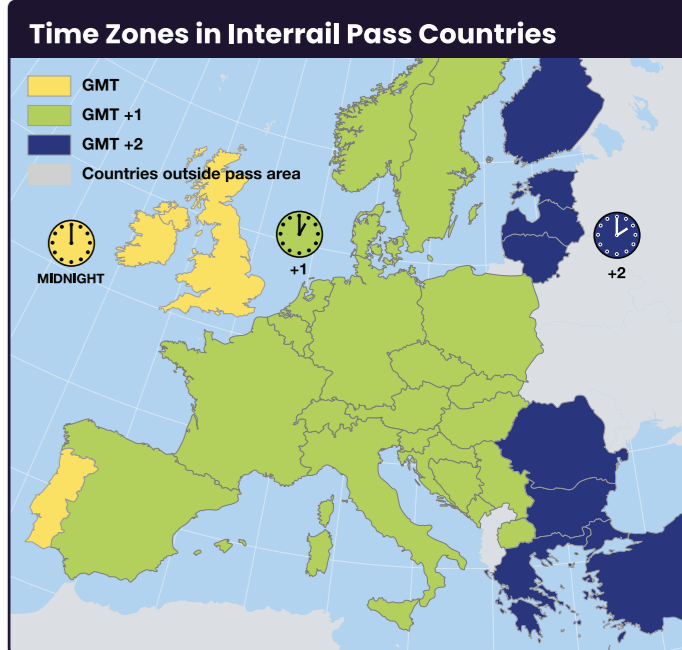 Time Zones in Interrail Pass Countries
GMT
GMT +1
GMT +2
Countries outside pass area
MIDNIGHT
+1
+2